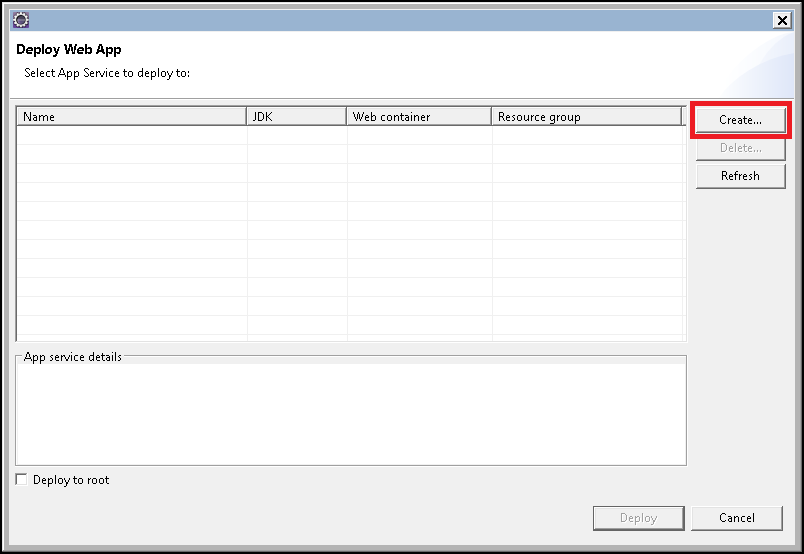 Deploy Web App
Select App Service to deploy to:
Name JDK Web container Resource group
Create...
Delete...
Refresh
App service details
Deploy to root
Deploy Cancel